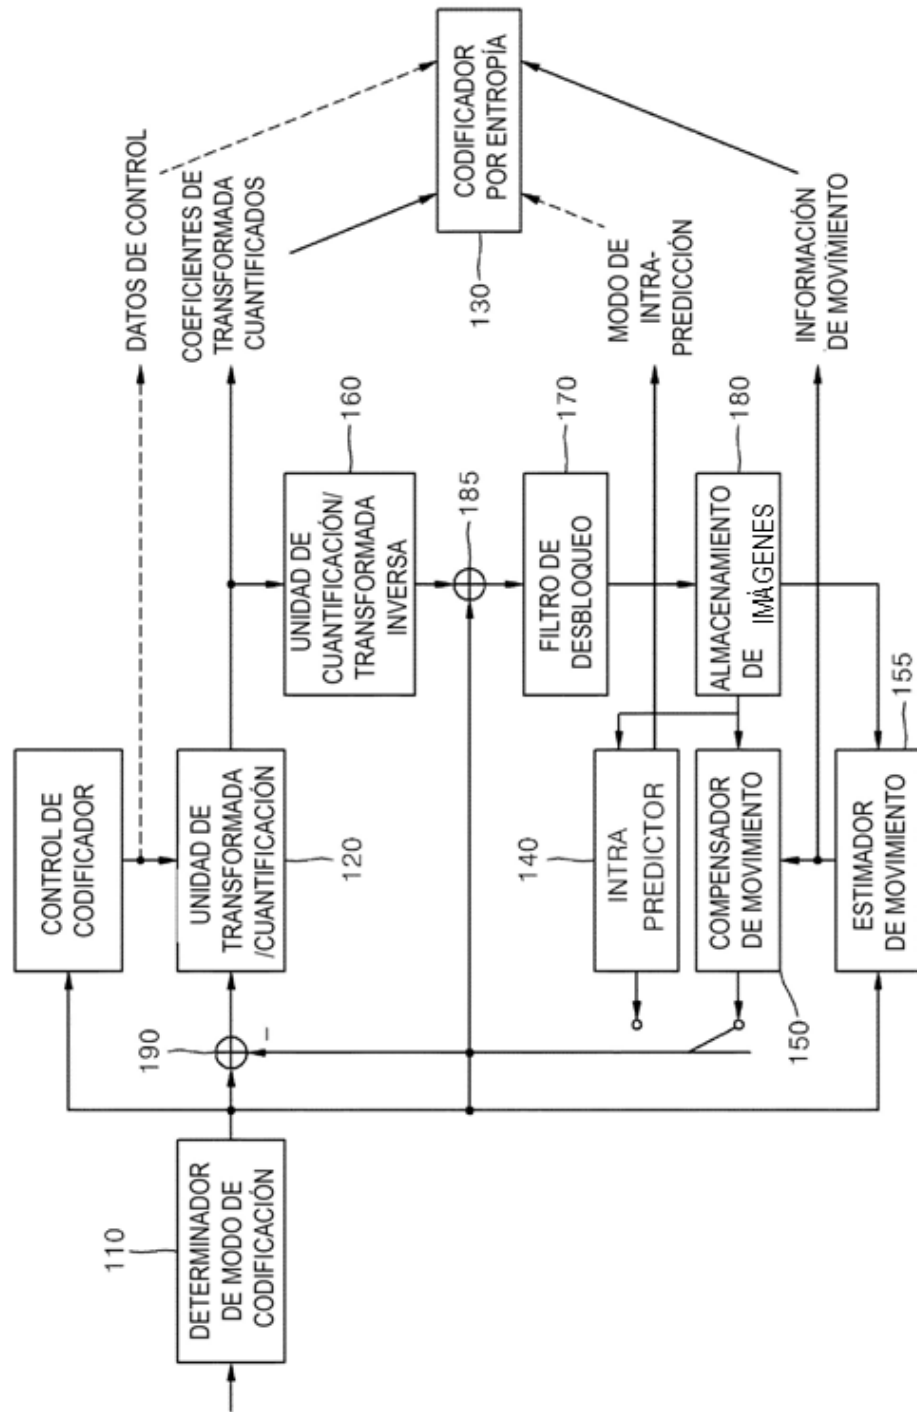 110
DETERMINADOR
DE MODO DE
CODIFICACIÓN
190
–
CONTROL DE
CODIFICADOR
UNIDAD DE
TRANSFORMADA
/CUANTIFICACIÓN
120
DATOS DE CONTROL
COEFICIENTES DE
TRANSFORMADA
CUANTIFICADOS
UNIDAD DE
CUANTIFICACIÓN/
TRANSFORMADA
INVERSA
160
185
FILTRO DE
DESBLOQUEO
170
140
INTRA
PREDICTOR
COMPENSADOR
DE MOVIMIENTO
150
ALMACENAMIENTO
DE IMÁGENES
180
ESTIMADOR
DE MOVIMIENTO
155
CODIFICADOR
POR ENTROPÍA
130
MODO DE
INTRA-
PREDICCIÓN
INFORMACIÓN
DE MOVÍMIENTO